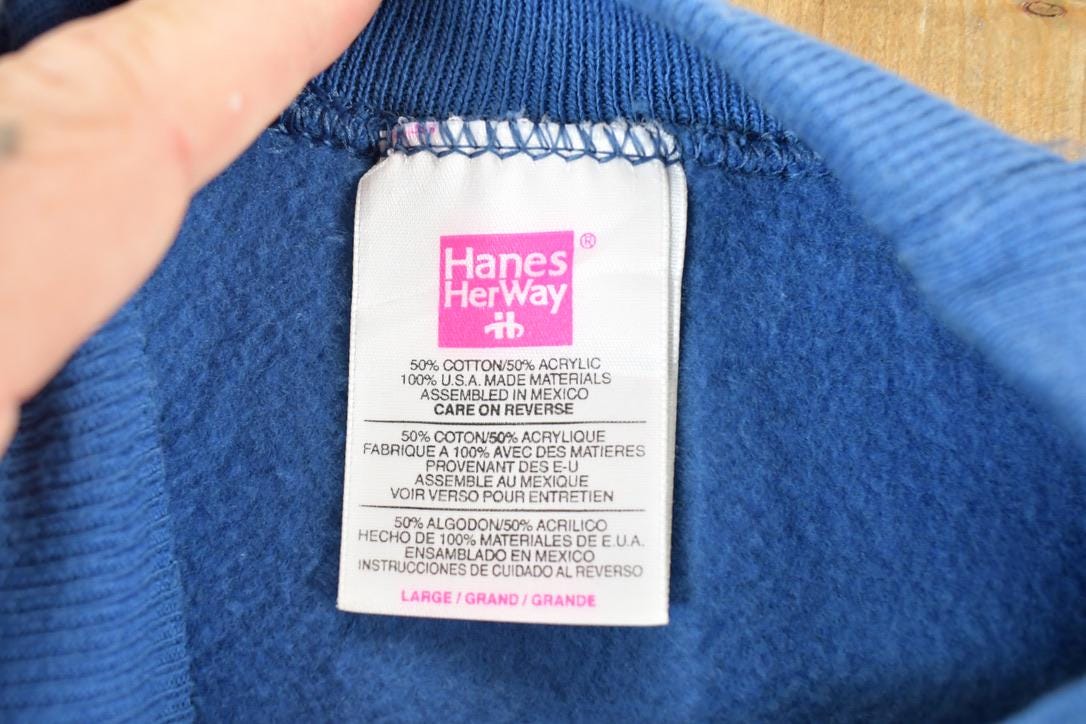 Hanes
HerWay
®
50% COTTON/50% ACRYLIC
100% U.S.A. MADE MATERIALS
ASSEMBLED IN MEXICO
CARE ON REVERSE
50% COTON/50% ACRYLIQUE
FABRIQUE A 100% AVEC DES MATIERES
PROVENANT DES E-U
ASSEMBLE AU MEXIQUE
VOIR VERSO POUR ENTRETIEN
50% ALGODON/50% ACRILICO
HECHO DE 100% MATERIALES DE E.U.A.
ENSAMBLADO EN MEXICO
INSTRUCCIONES DE CUIDADO AL REVERSO
LARGE / GRAND / GRANDE